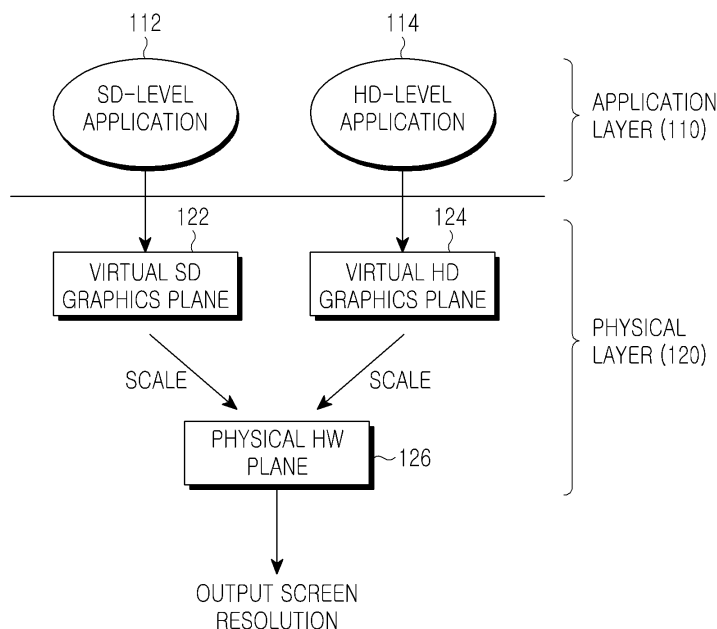 112
114
SD-LEVEL
APPLICATION
HD-LEVEL
APPLICATION
APPLICATION
LAYER (110)
122
124
VIRTUAL SD
GRAPHICS PLANE
VIRTUAL HD
GRAPHICS PLANE
PHYSICAL
LAYER (120)
SCALE
SCALE
PHYSICAL HW
PLANE
126
OUTPUT SCREEN
RESOLUTION